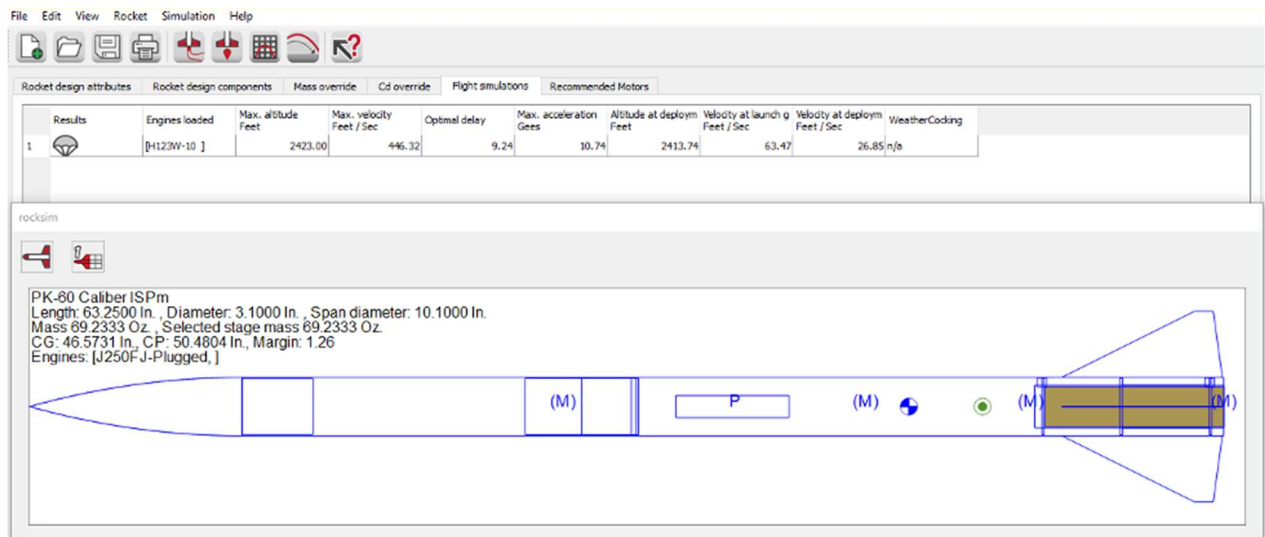 File Edit View Rocket Simulation Help
Rocket design attributes Rocket design components Mass override Cd override Flight simulations Recommended Motors
Results Engines loaded Max. altitude Feet Max. velocity Feet / Sec Optimal delay Max. acceleration Gees Altitude at deploym Feet Velocity at launch g Feet / Sec Velocity at deploym Feet / Sec WeatherCocking
1 [H123W-10 ] 2423.00 446.32 9.24 10.74 2413.74 63.47 26.85 n/a
rocksim
PK-60 Caliber ISPm
Length: 63.2500 In. , Diameter: 3.1000 In. , Span diameter: 10.1000 In.
Mass 69.2333 Oz. , Selected stage mass 69.2333 Oz.
CG: 46.5731 In., CP: 50.4804 In., Margin: 1.26
Engines: [J250FJ-Plugged, ]
(M) P (M) (M) (M)